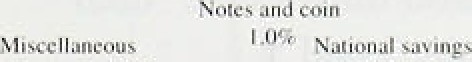 Notes and coin
1.0%
Miscellaneous
National savings